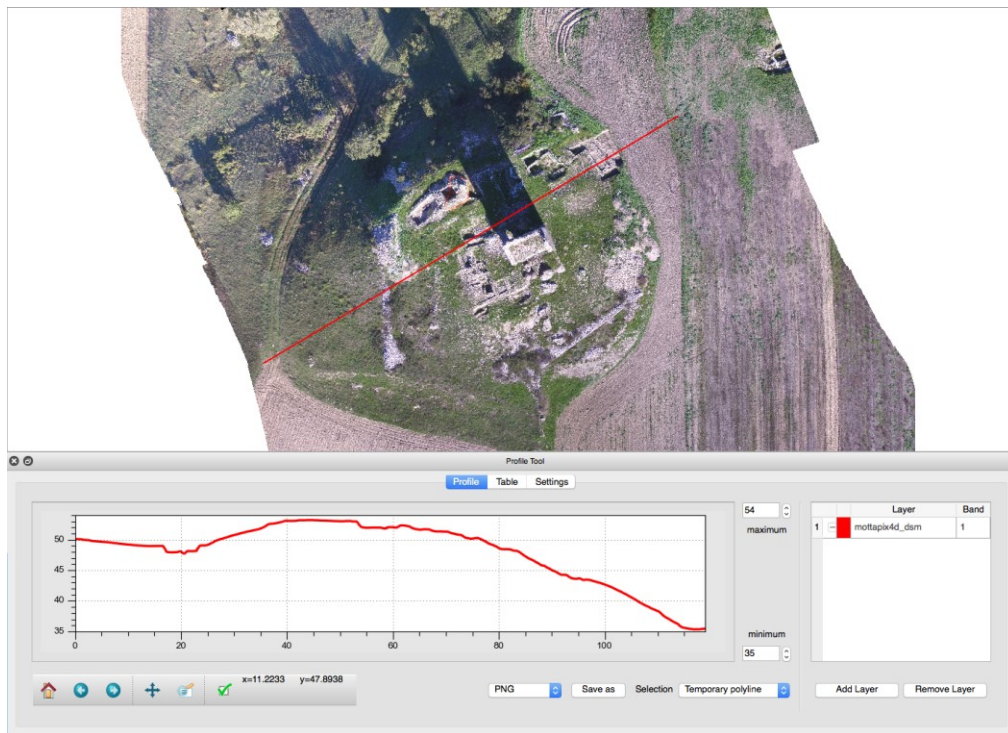 Profile Tool
Profile Table Settings
54
maximum
minimum
35
50
45
40
35
0 20 40 60 80 100
Layer Band
1 mottapix4d_dsm 1
x=11.2233 y=47.8938
PNG Save as Selection Temporary polyline
Add Layer Remove Layer